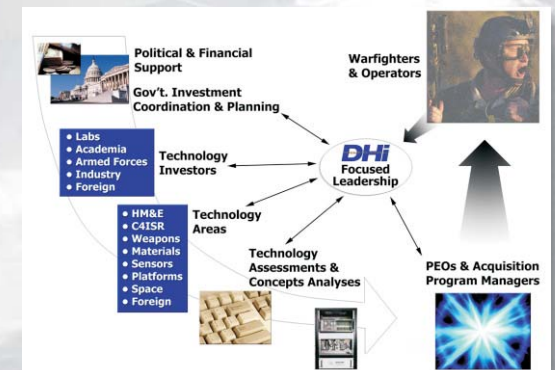 Political & Financial
Support
Gov't. Investment
Coordination & Planning
Warfighters
& Operators
• Labs
• Academia
• Armed Forces
• Industry
• Foreign
Technology
Investors
DHi
Focused
Leadership
• HM&E
• C4ISR
• Weapons
• Materials
• Sensors
• Platforms
• Space
• Foreign
Technology
Areas
Technology
Assessments &
Concepts Analyses
PEOs & Acquisition
Program Managers